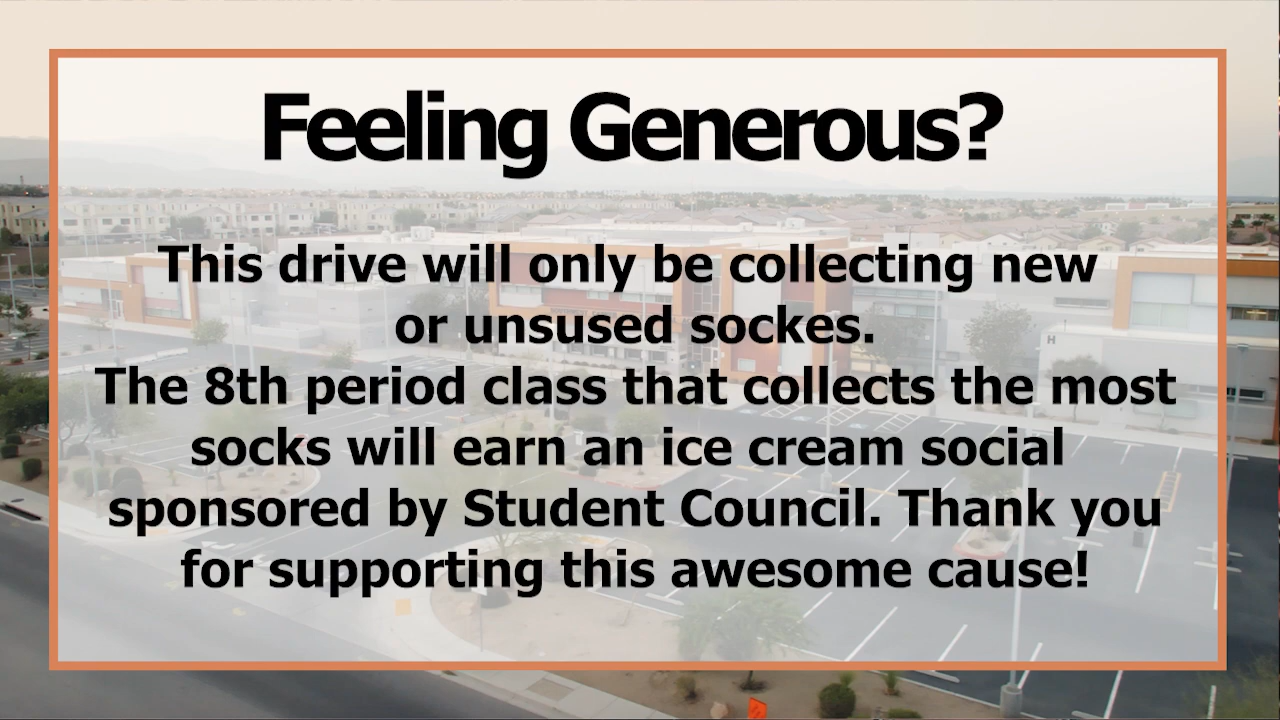 Feeling Generous?
This drive will only be collecting new
or unsused sockes.
The 8th period class that collects the most
socks will earn an ice cream social
sponsored by Student Council. Thank you
for supporting this awesome cause!
H